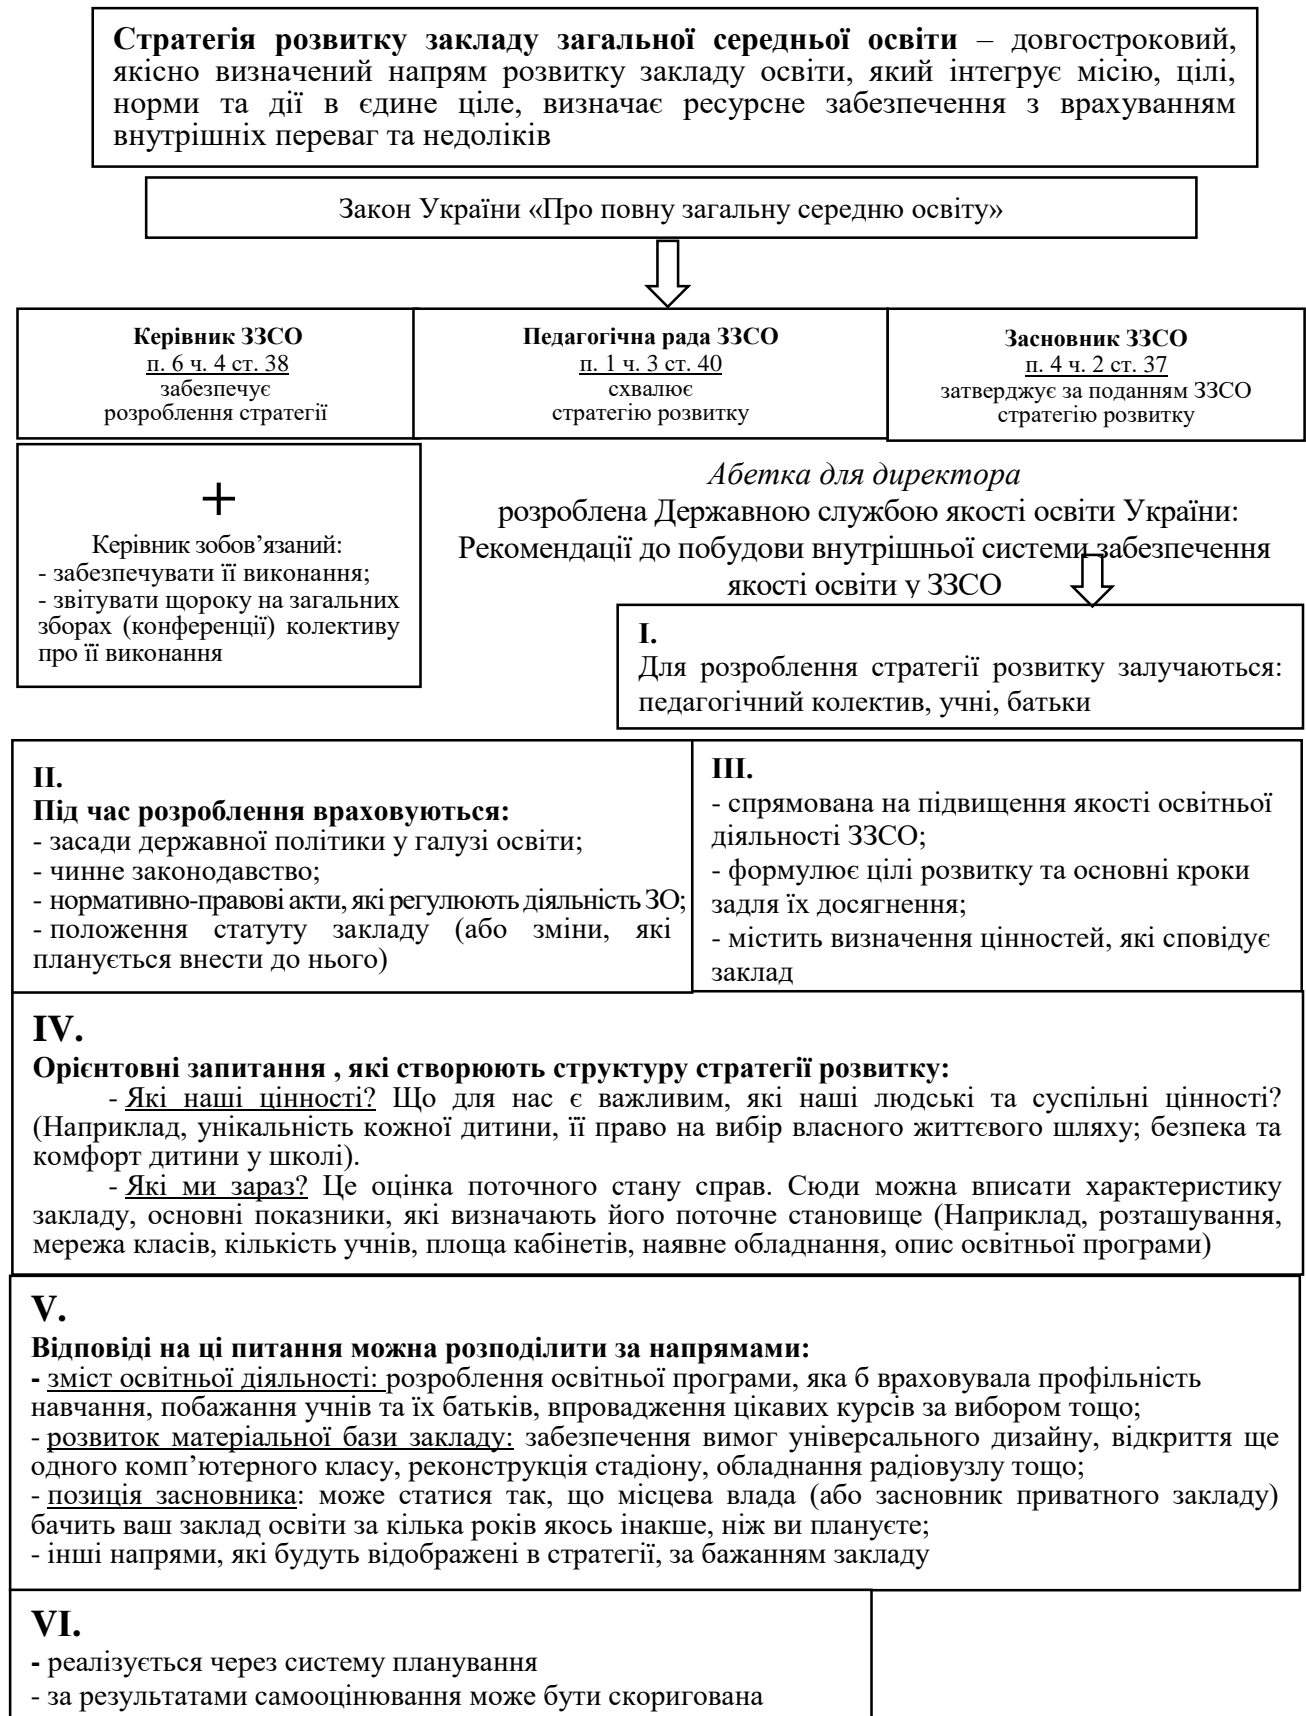 Стратегія розвитку закладу загальної середньої освіти – довгостроковий,
якісно визначений напрям розвитку закладу освіти, який інтегрує місію, цілі,
норми та дії в єдине ціле, визначає ресурсне забезпечення з врахуванням
внутрішніх переваг та недоліків
Закон України «Про повну загальну середню освіту»
Керівник ЗЗСО
п. 6 ч. 4 ст. 38
забезпечує
розроблення стратегії
Педагогічна рада ЗЗСО
п. 1 ч. 3 ст. 40
схвалює
стратегію розвитку
Засновник ЗЗСО
п. 4 ч. 2 ст. 37
затверджує за поданням ЗЗСО
стратегію розвитку
+
Керівник зобов’язаний:
- забезпечувати її виконання;
- звітувати щороку на загальних
зборах (конференції) колективу
про її виконання
Абетка для директора
розроблена Державною службою якості освіти України:
Рекомендації до побудови внутрішньої системи забезпечення
якості освіти у ЗЗСО
I.
Для розроблення стратегії розвитку залучаються:
педагогічний колектив, учні, батьки
II.
Під час розроблення враховуються:
- засади державної політики у галузі освіти;
- чинне законодавство;
- нормативно-правові акти, які регулюють діяльність ЗО;
- положення статуту закладу (або зміни, які
планується внести до нього)
III.
- спрямована на підвищення якості освітньої
діяльності ЗЗСО;
- формулює цілі розвитку та основні кроки
задля їх досягнення;
- містить визначення цінностей, які сповідує
заклад
IV.
Орієнтовні запитання , які створюють структуру стратегії розвитку:
- Які наші цінності? Що для нас є важливим, які наші людські та суспільні цінності?
(Наприклад, унікальність кожної дитини, її право на вибір власного життєвого шляху; безпека та
комфорт дитини у школі).
- Які ми зараз? Це оцінка поточного стану справ. Сюди можна вписати характеристику
закладу, основні показники, які визначають його поточне становище (Наприклад, розташування,
мережа класів, кількість учнів, площа кабінетів, наявне обладнання, опис освітньої програми)
V.
Відповіді на ці питання можна розподілити за напрямами:
- зміст освітньої діяльності: розроблення освітньої програми, яка б враховувала профільність
навчання, побажання учнів та їх батьків, впровадження цікавих курсів за вибором тощо;
- розвиток матеріальної бази закладу: забезпечення вимог універсального дизайну, відкриття ще
одного комп’ютерного класу, реконструкція стадіону, обладнання радіовузлу тощо;
- позиція засновника: може статися так, що місцева влада (або засновник приватного закладу)
бачить ваш заклад освіти за кілька років якось інакше, ніж ви плануєте;
- інші напрями, які будуть відображені в стратегії, за бажанням закладу
VI.
- реалізується через систему планування
- за результатами самооцінювання може бути скоригована